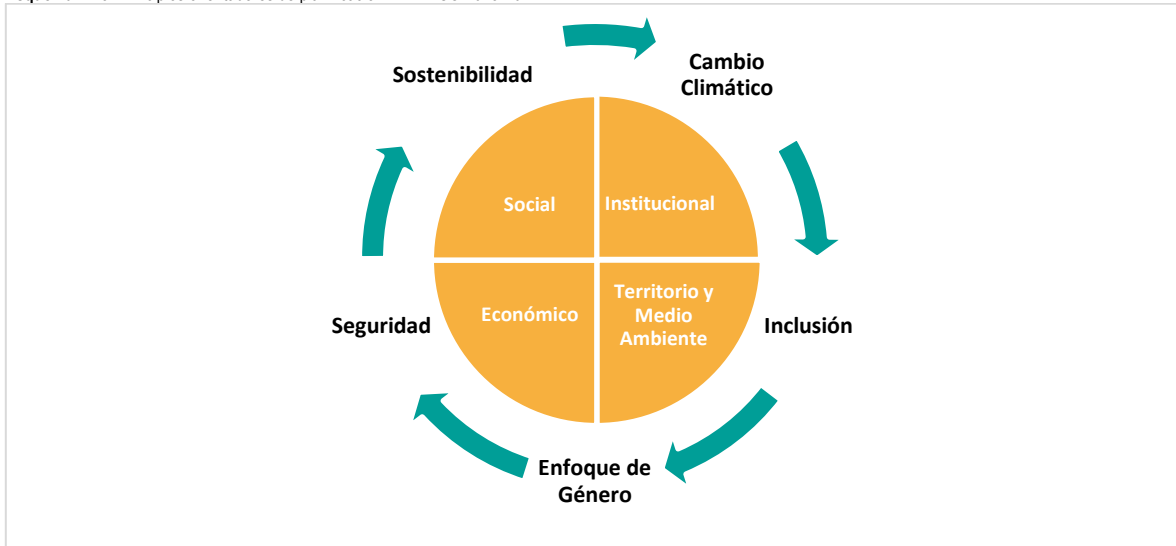 Sostenibilidad
Cambio
Climático
Social
Institucional
Económico
Territorio y
Medio
Ambiente
Seguridad
Inclusión
Enfoque de
Género